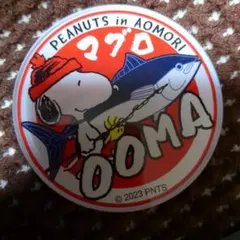 PEANUTS in AOMORI
マグロ
OOMA
© 2023 PNTS